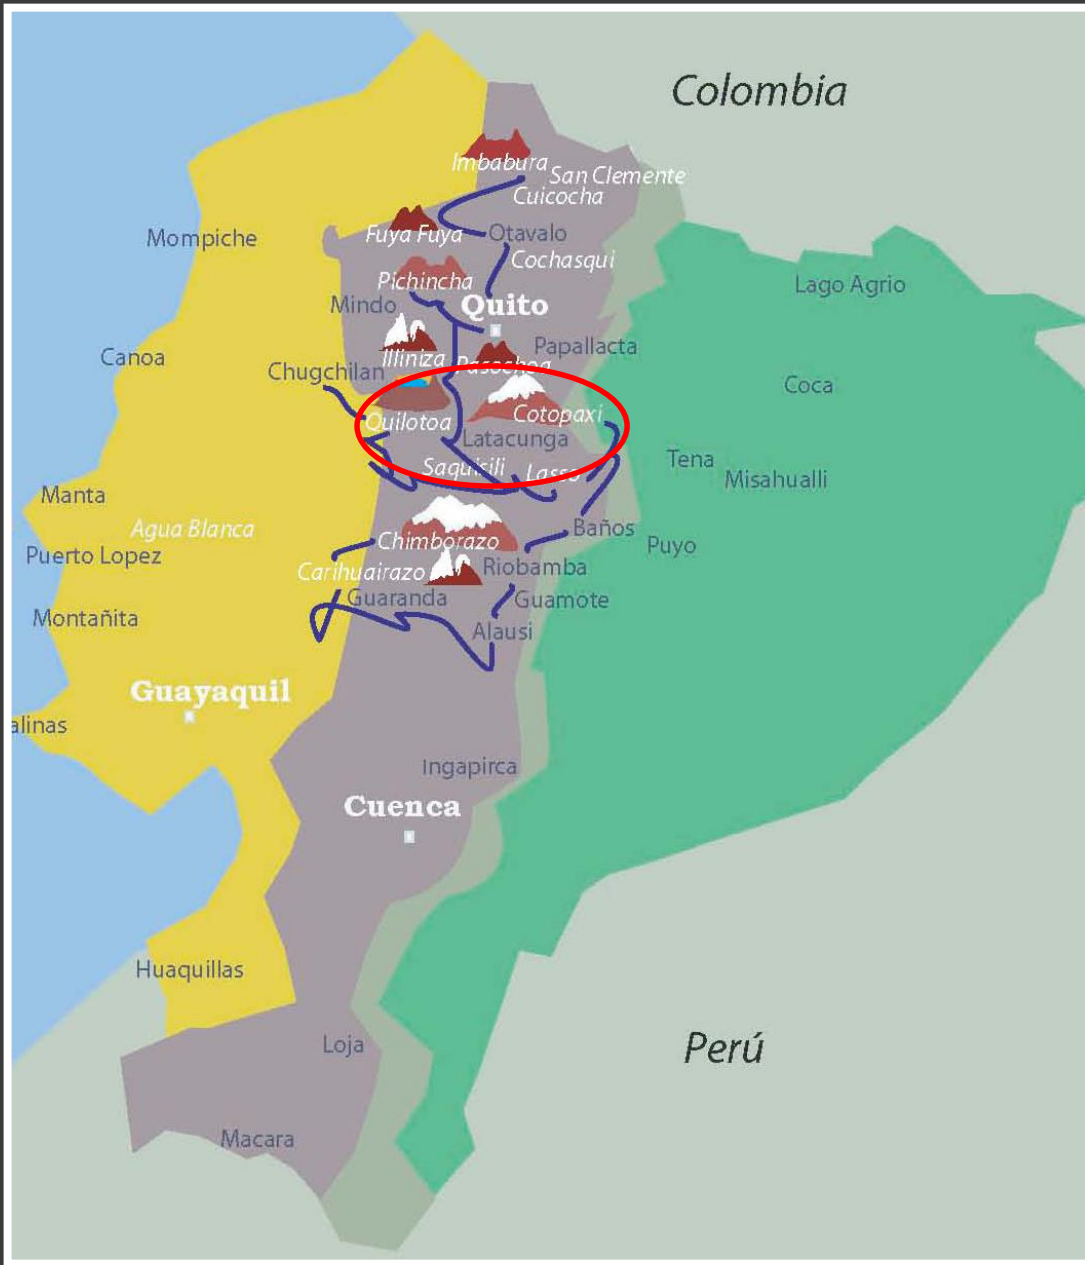 Colombia
Imbabura
San Clemente
Cuicocha
Mompiche
Fuya Fuya
Otavalo
Cochasqui
Pichincha
Lago Agrio
Mindo
Quito
Canoa
Illiniza
Pasochoa
Papallacta
Chugchilan
Coca
Quilotoa
Cotopaxi
Latacunga
Tena
Saquisili
Lasso
Misahualli
Manta
Agua Blanca
Chimborazo
Baños
Puerto Lopez
Puyo
Carihuairazo
Riobamba
Guaranda
Guamote
Montañita
Alausi
Guayaquil
alinas
Ingapirca
Cuenca
Huaquillas
Loja
Perú
Macara